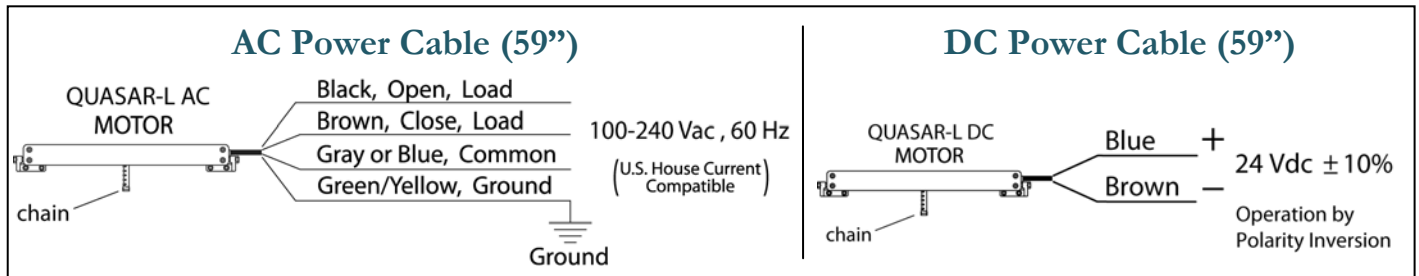 AC Power Cable (59”)
QUASAR-L AC
MOTOR
Black, Open, Load
Brown, Close, Load
Gray or Blue, Common
Green/Yellow, Ground
100-240 Vac , 60 Hz
(U.S. House Current
Compatible)
chain
Ground
DC Power Cable (59”)
QUASAR-L DC
MOTOR
Blue +
Brown −
24 Vdc ±10%
Operation by
Polarity Inversion
chain